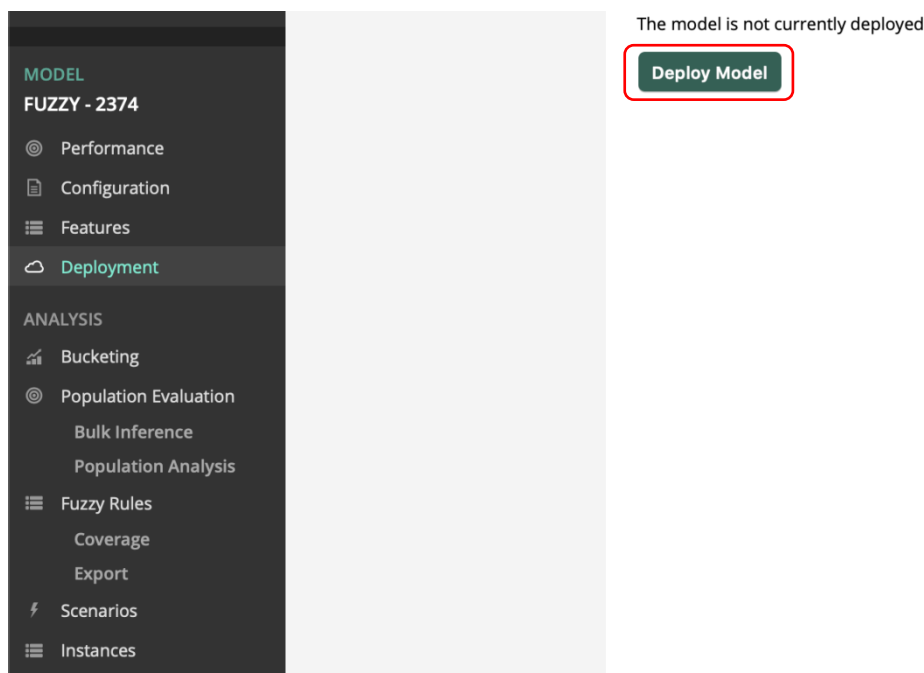 MODEL
FUZZY - 2374
Performance
Configuration
Features
Deployment
ANALYSIS
Bucketing
Population Evaluation
Bulk Inference
Population Analysis
Fuzzy Rules
Coverage
Export
Scenarios
Instances
The model is not currently deployed
Deploy Model